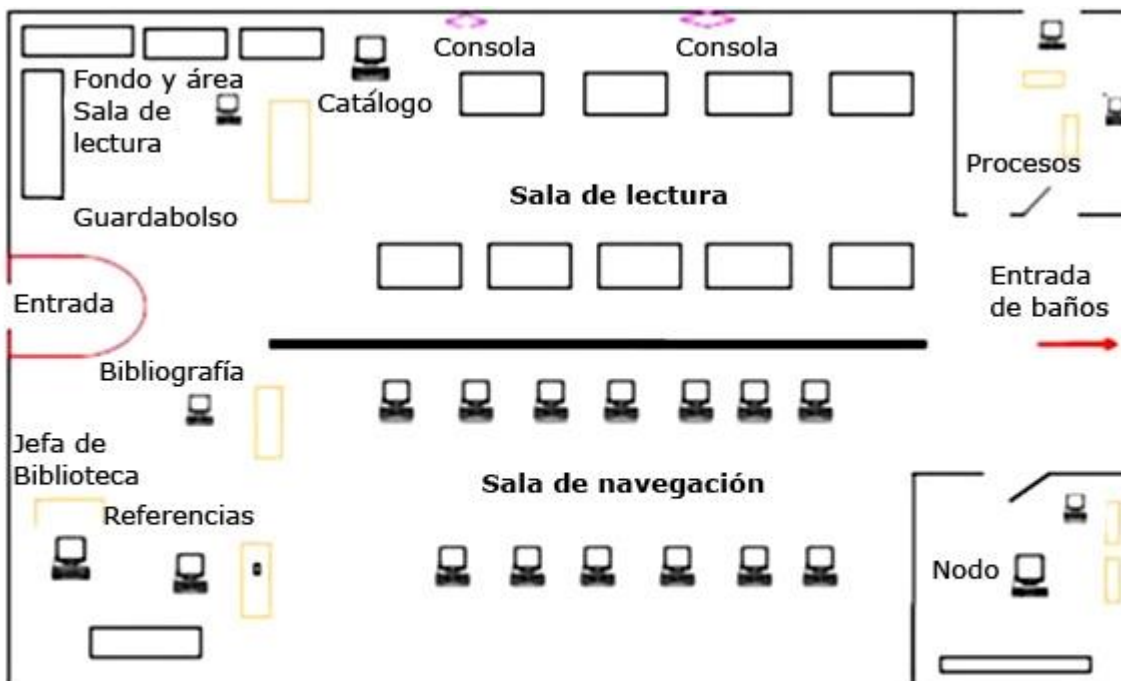 Consola
Consola
Fondo y área
Sala de
lectura
Catálogo
Procesos
Sala de lectura
Guardabolso
Entrada
Entrada
de baños
Bibliografía
Jefa de
Biblioteca
Sala de navegación
Referencias
Nodo